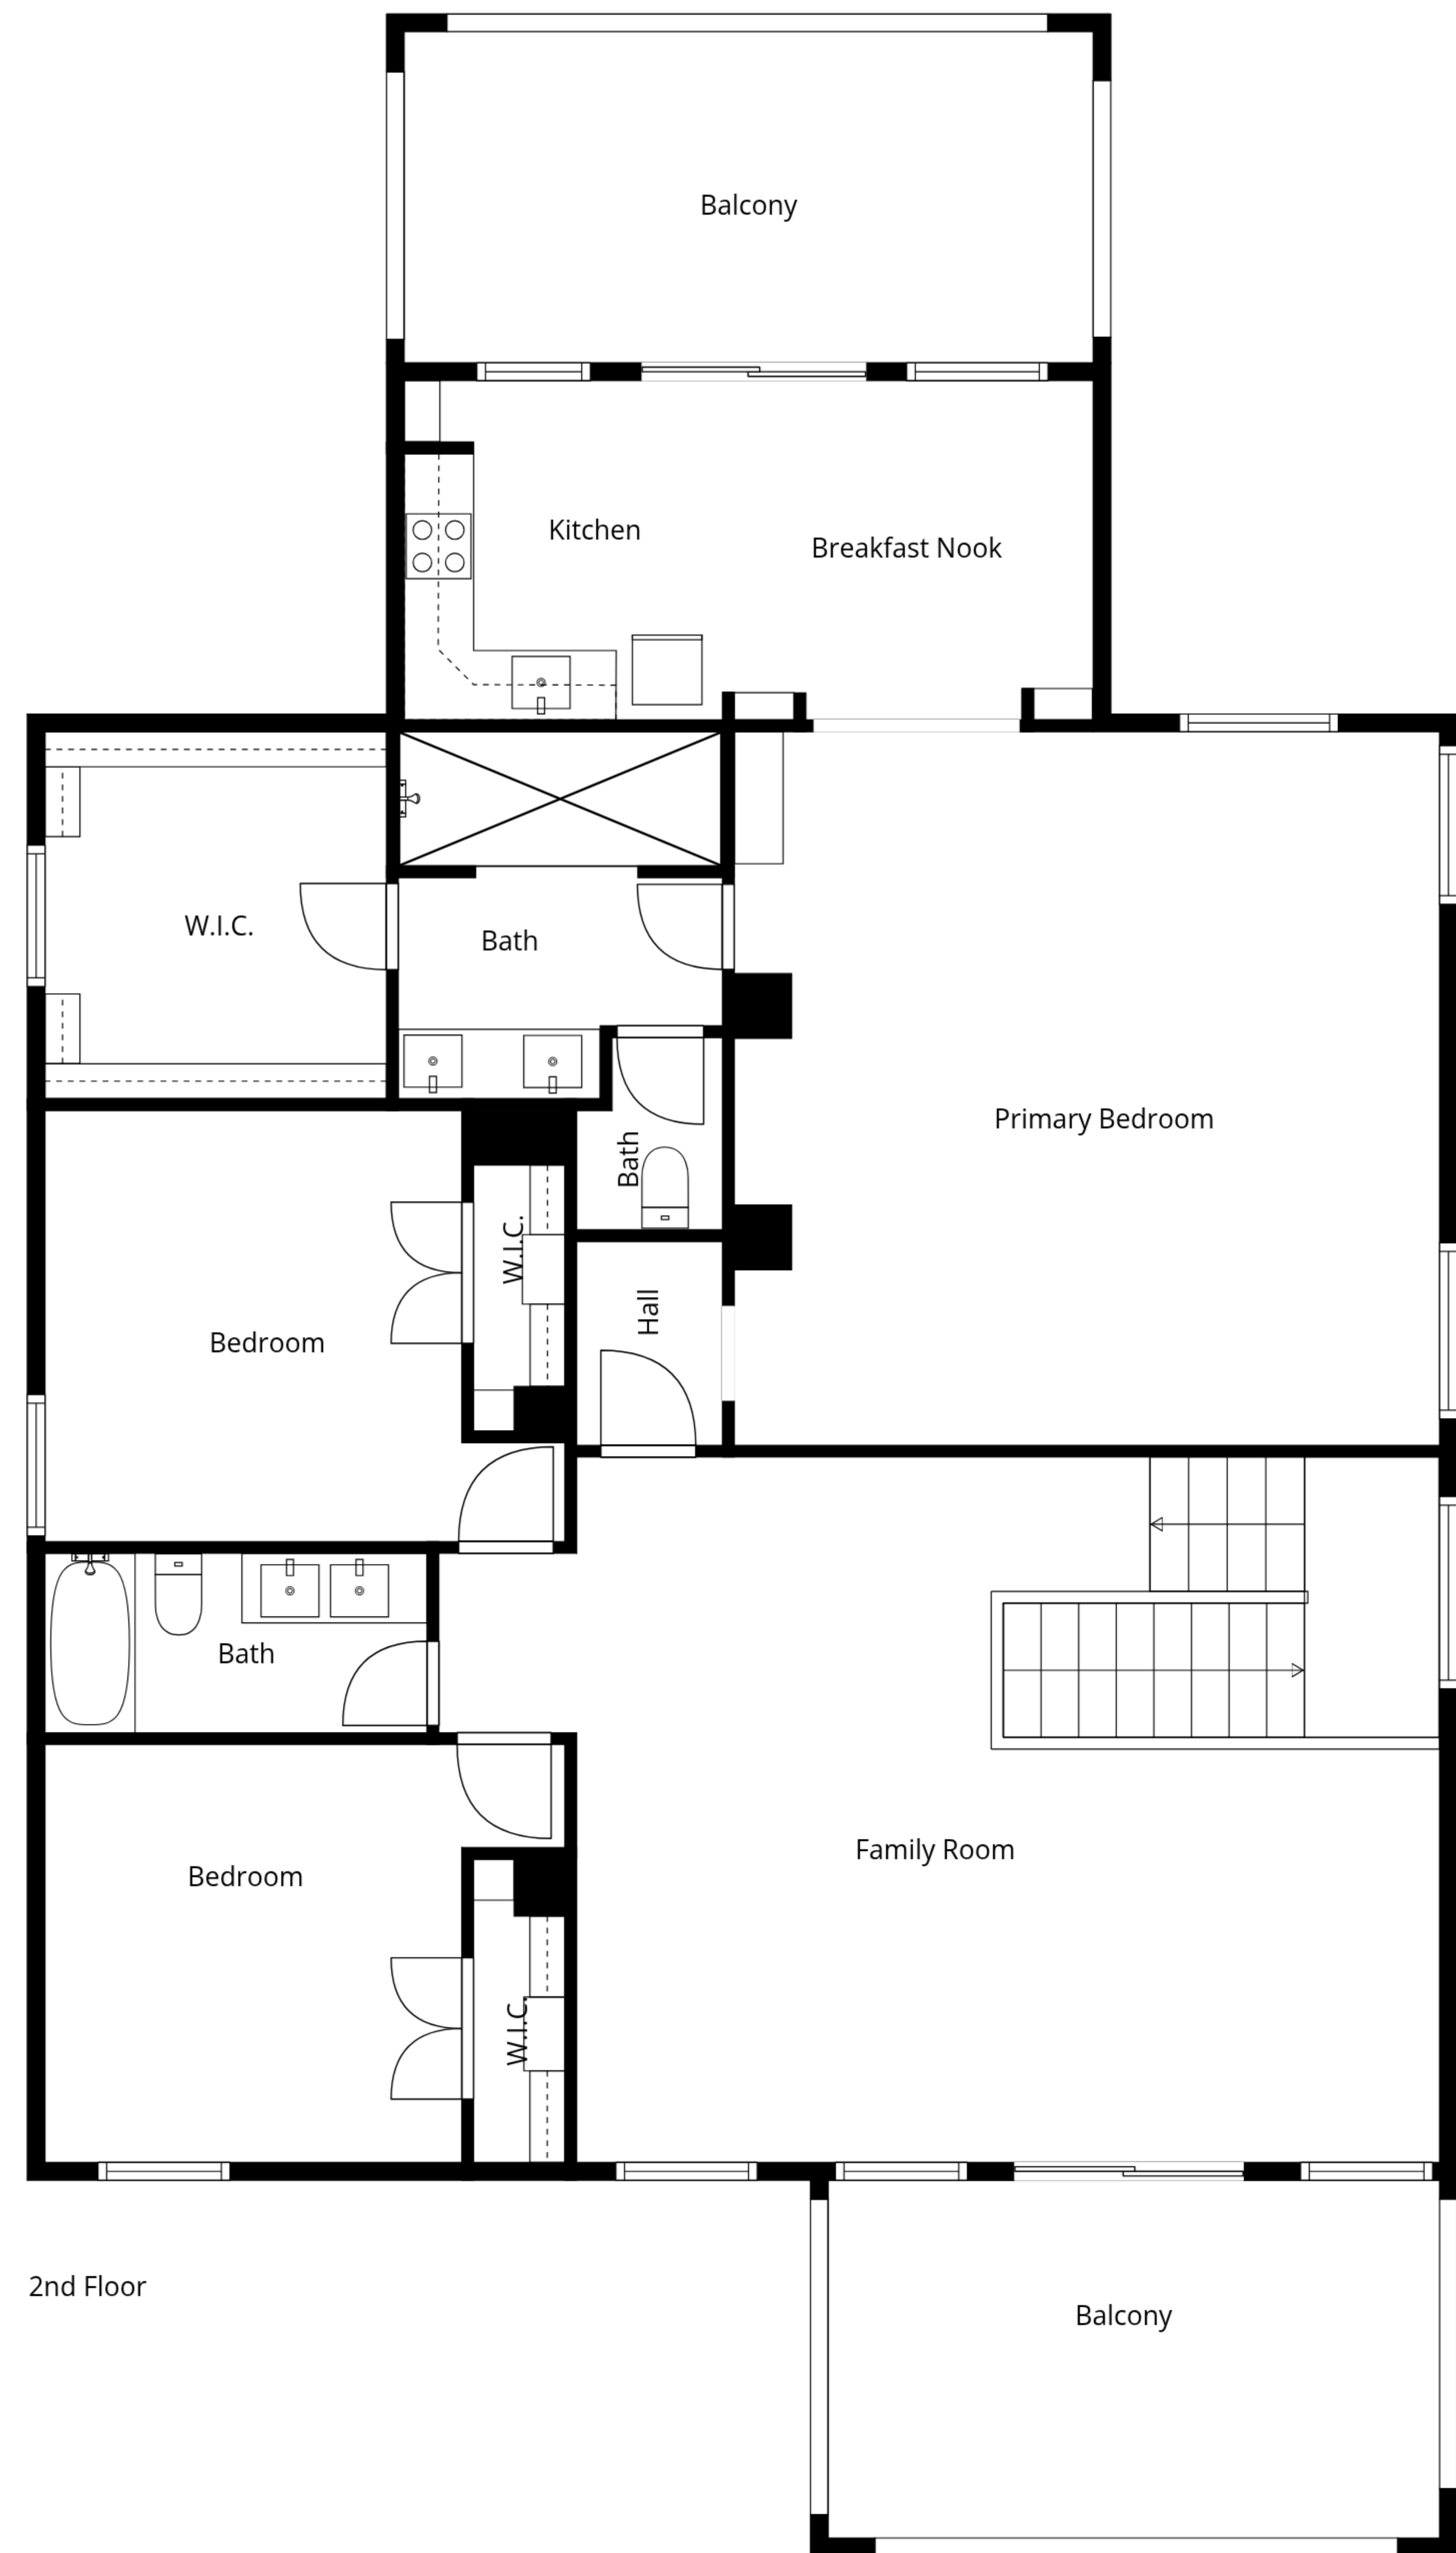 Balcony
Kitchen
Breakfast Nook
W.I.C.
Bath
Primary Bedroom
Bath
W.I.C.
Hall
Bedroom
Bath
Family Room
Bedroom
W.I.C.
2nd Floor
Balcony